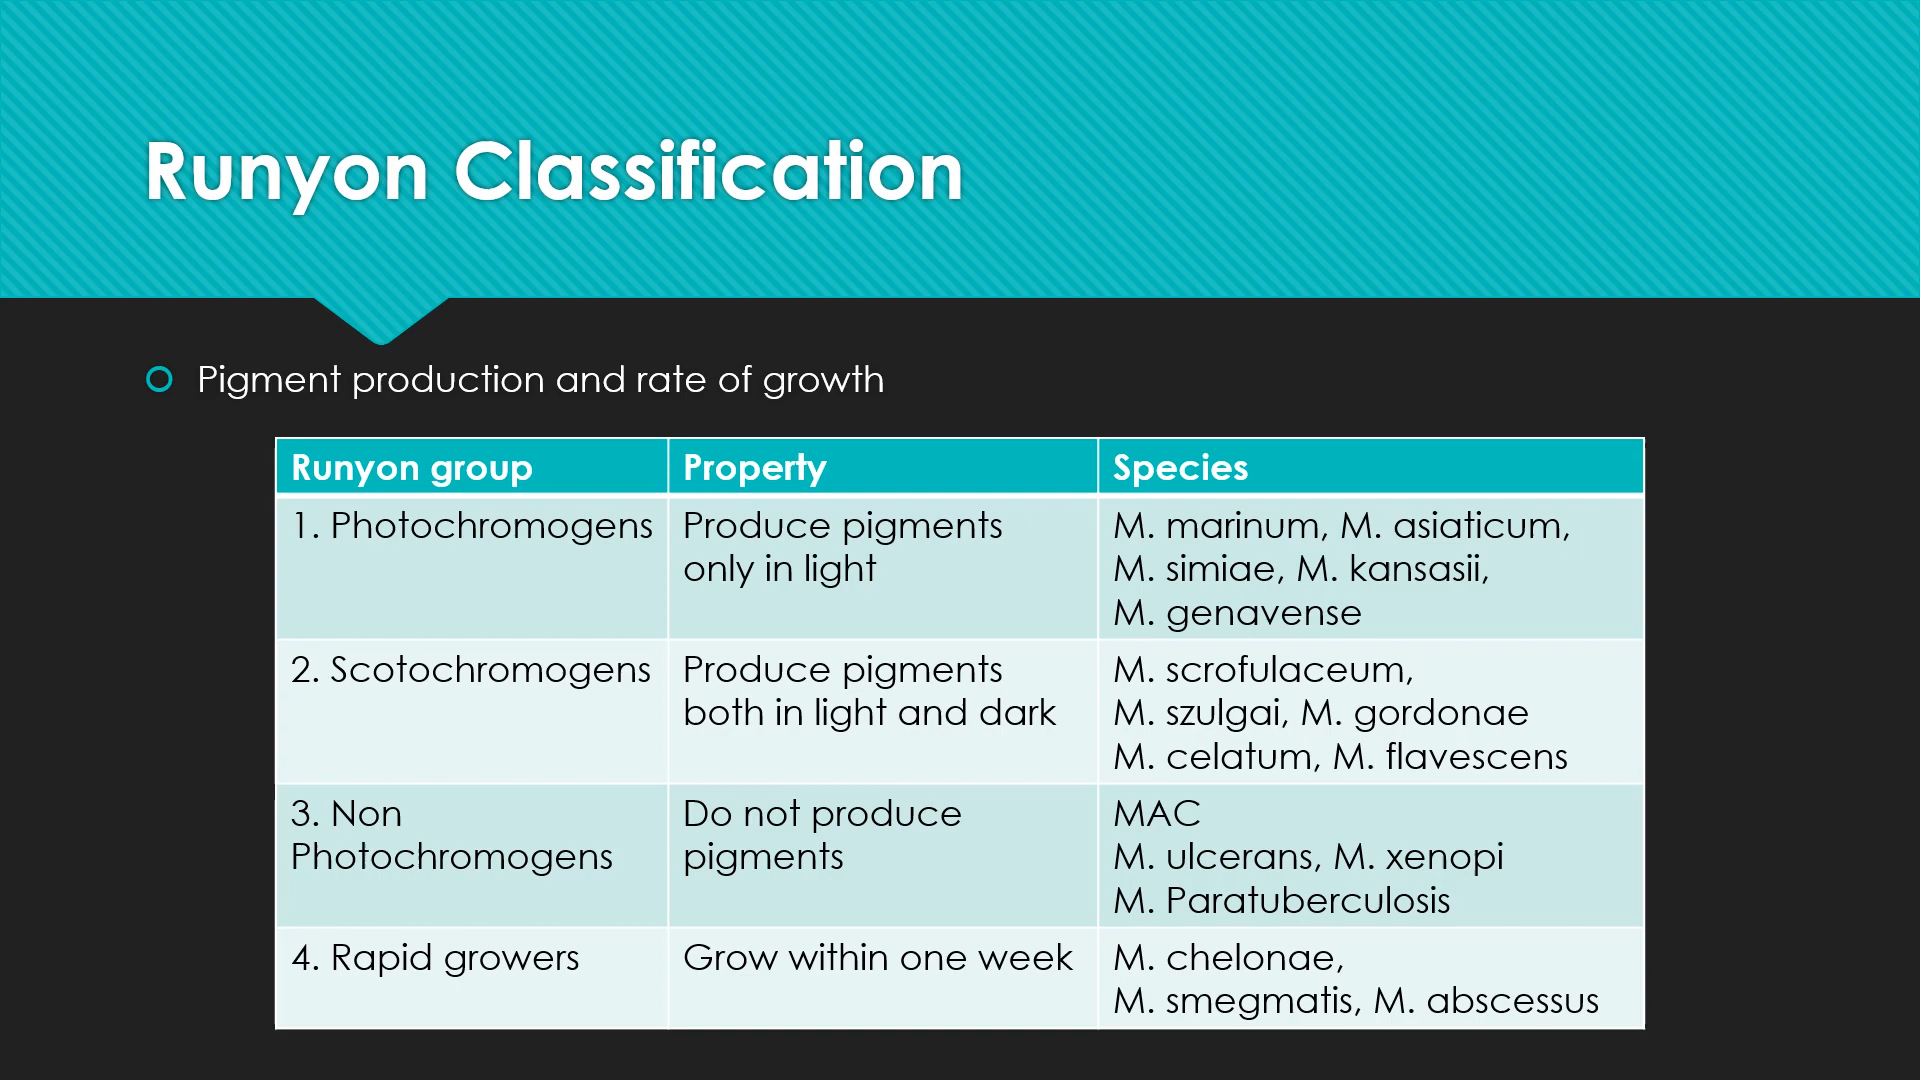 Runyon Classification
Pigment production and rate of growth
Runyon group
Property
Species
1. Photochromogens
Produce pigments
only in light
M. marinum, M. asiaticum,
M. simiae, M. kansasii,
M. genavense
2. Scotochromogens
Produce pigments
both in light and dark
M. scrofulaceum,
M. szulgai, M. gordonae
M. celatum, M. flavescens
3. Non
Photochromogens
Do not produce
pigments
MAC
M. ulcerans, M. xenopi
M. Paratuberculosis
4. Rapid growers
Grow within one week
M. chelonae,
M. smegmatis, M. abscessus